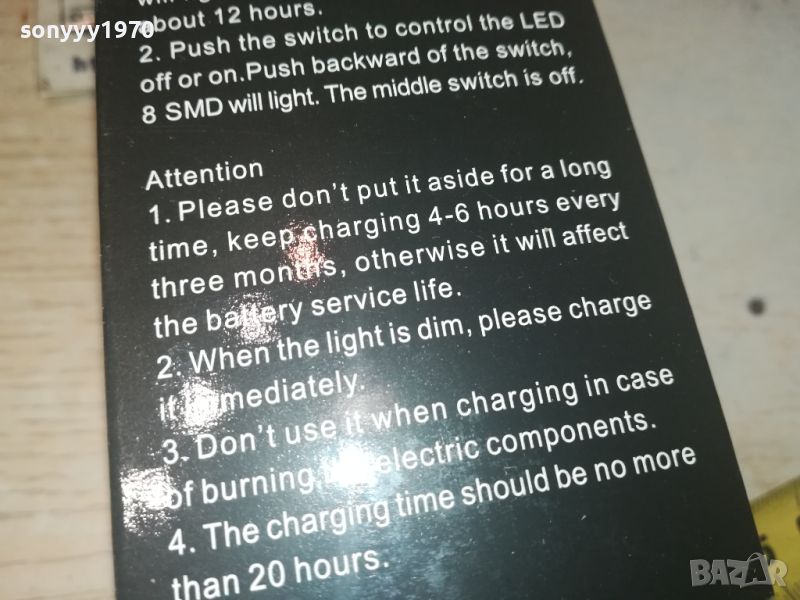 sonyyy1970
about 12 hours.
2. Push the switch to control the LED
off or on.Push backward of the switch,
8 SMD will light. The middle switch is off.
Attention
1. Please don't put it aside for a long
time, keep charging 4-6 hours every
three months, otherwise it will affect
the battery service life.
2. When the light is dim, please charge
it immediately.
3. Don't use it when charging in case
of burning electric components.
4. The charging time should be no more
than 20 hours.
BAZAR